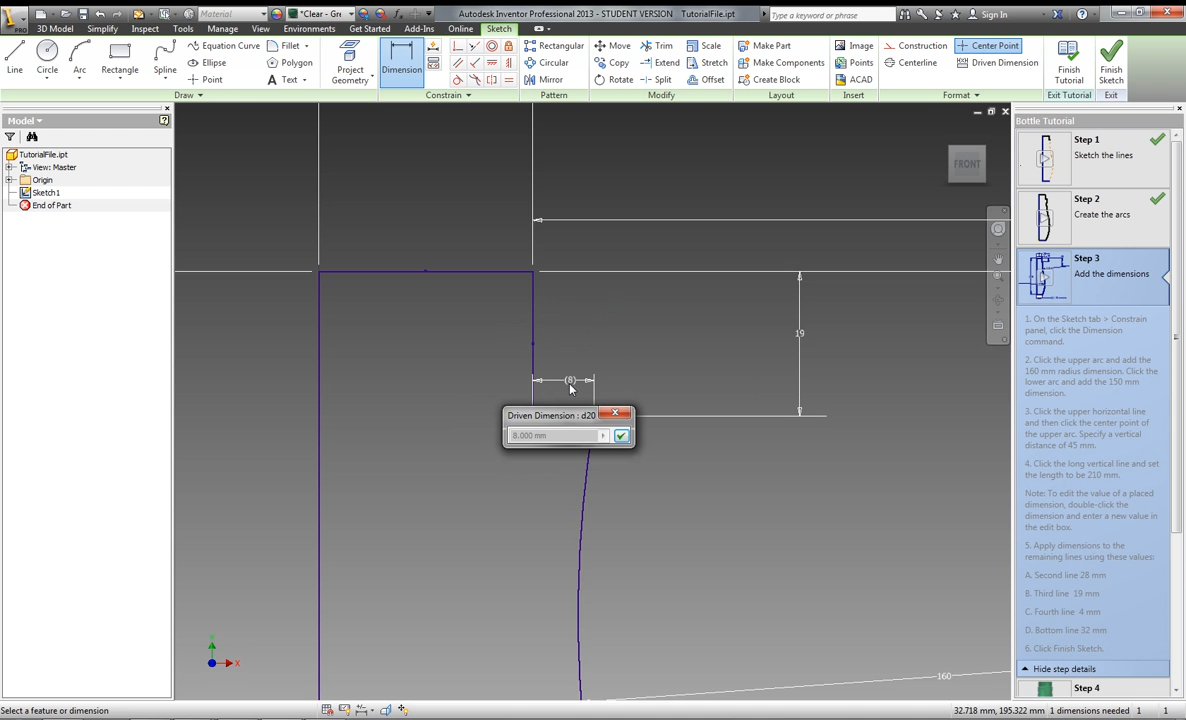 Material
*Clear - Gre
Autodesk Inventor Professional 2013 - STUDENT VERSION TutorialFile.ipt
Type a keyword or phrase
Sign In
PRO
3D Model Simplify Inspect Tools Manage View Environments Get Started Add-Ins Online Sketch
Line
Circle
Arc
Rectangle
Spline
Equation Curve
Ellipse
Point
Fillet
Polygon
Text
Project
Geometry
Dimension
Rectangular
Circular
Mirror
Move
Copy
Rotate
Trim
Extend
Split
Scale
Stretch
Offset
Make Part
Make Components
Create Block
Image
Points
ACAD
Construction
Centerline
Center Point
Driven Dimension
Finish
Tutorial
Finish
Sketch
Draw
Constrain
Pattern
Modify
Layout
Insert
Format
Exit Tutorial
Exit
Model
TutorialFile.ipt
View: Master
Origin
Sketch1
End of Part
FRONT
19
(8)
Driven Dimension : d20
8.000 mm
160
Y
X
Bottle Tutorial
Step 1
Sketch the lines
Step 2
Create the arcs
Step 3
Add the dimensions
1. On the Sketch tab > Constrain
panel, click the Dimension
command.
2. Click the upper arc and add the
160 mm radius dimension. Click the
lower arc and add the 150 mm
dimension.
3. Click the upper horizontal line
and then click the center point of
the upper arc. Specify a vertical
distance of 45 mm.
4. Click the long vertical line and set
the length to be 210 mm.
Note: To edit the value of a placed
dimension, double-click the
dimension and enter a new value in
the edit box.
5. Apply dimensions to the
remaining lines using these values:
A. Second line 28 mm
B. Third line 19 mm
C. Fourth line 4 mm
D. Bottom line 32 mm
6. Click Finish Sketch.
Hide step details
Step 4
Select a feature or dimension
32.718 mm, 195.322 mm 1 dimensions needed 1 1